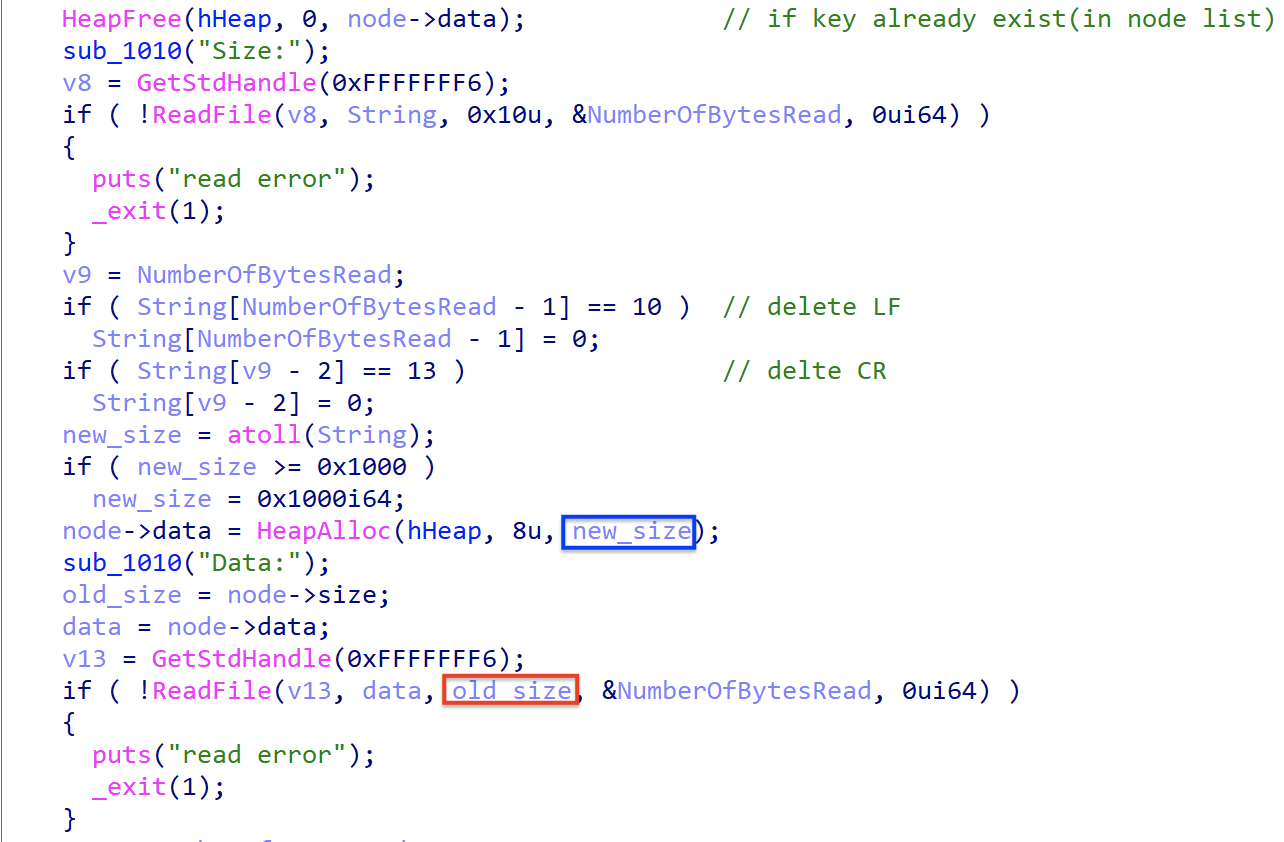 HeapFree(hHeap, 0, node->data); // if key already exist(in node list)
sub_1010("Size:");
v8 = GetStdHandle(0xFFFFFFF6);
if ( !ReadFile(v8, String, 0x10u, &NumberOfBytesRead, 0ui64) )
{
puts("read error");
_exit(1);
}
v9 = NumberOfBytesRead;
if ( String[NumberOfBytesRead - 1] == 10 ) // delete LF
String[NumberOfBytesRead - 1] = 0;
if ( String[v9 - 2] == 13 ) // delte CR
String[v9 - 2] = 0;
new_size = atoll(String);
if ( new_size >= 0x1000 )
new_size = 0x1000i64;
node->data = HeapAlloc(hHeap, 8u, new_size);
sub_1010("Data:");
old_size = node->size;
data = node->data;
v13 = GetStdHandle(0xFFFFFFF6);
if ( !ReadFile(v13, data, old_size, &NumberOfBytesRead, 0ui64) )
{
puts("read error");
_exit(1);
}